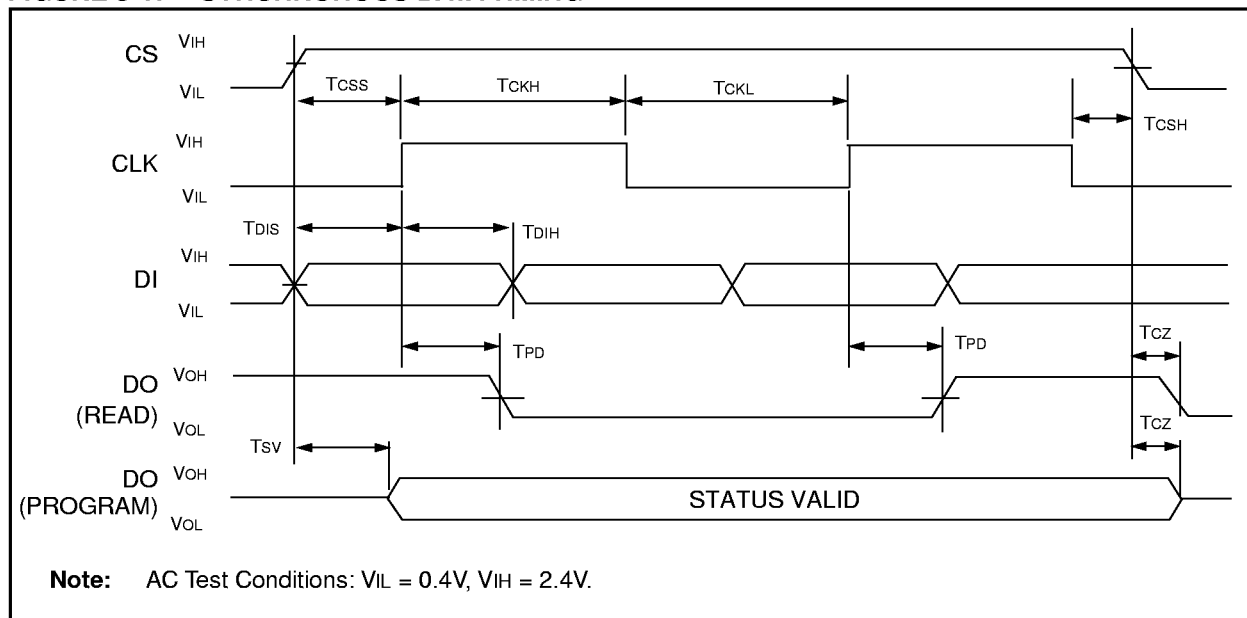 CS
VIH
VIL
TCSS
TCKH
TCKL
TCSH
CLK
VIH
VIL
TDIS
TDIH
DI
VIH
VIL
TPD
TPD
TCZ
DO
(READ)
VOH
VOL
TSV
TCZ
DO
(PROGRAM)
VOH
VOL
STATUS VALID
Note: AC Test Conditions: VIL = 0.4V, VIH = 2.4V.